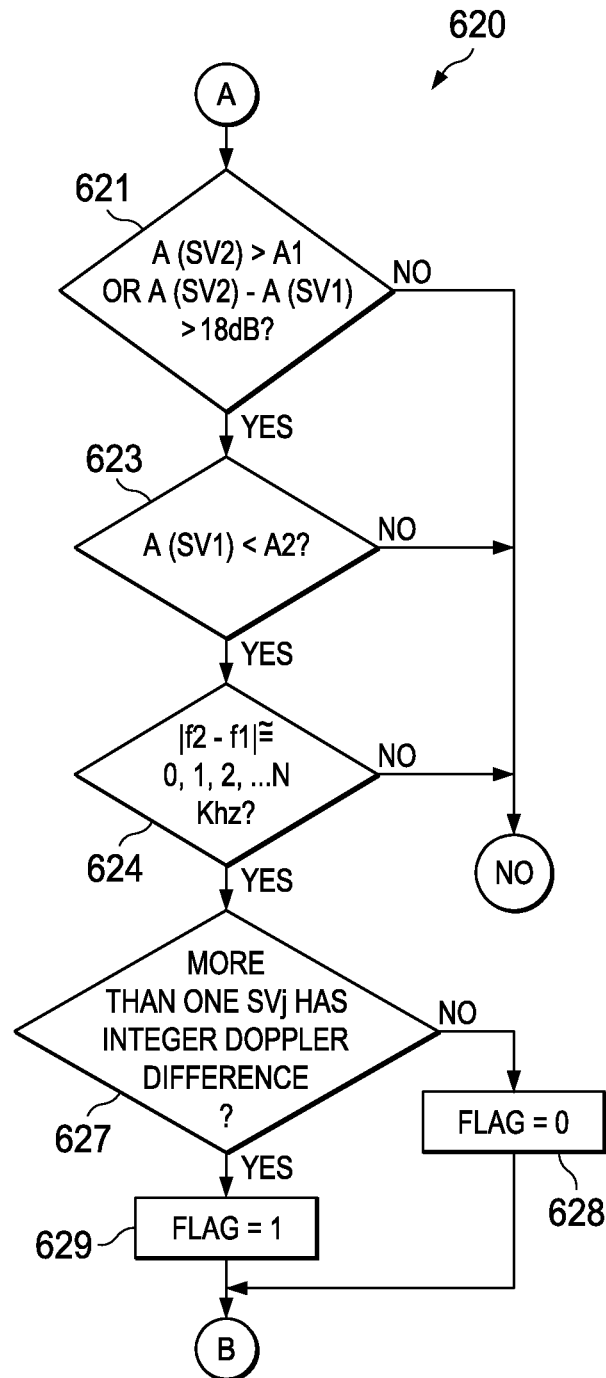 620
A
621
A (SV2) > A1
OR A (SV2) - A (SV1)
> 18dB?
NO
YES
623
A (SV1) < A2?
NO
YES
|f2 - f1| ≅
0, 1, 2, ...N
Khz?
NO
624
YES
NO
MORE
THAN ONE SVj HAS
INTEGER DOPPLER
DIFFERENCE
?
NO
627
YES
FLAG = 0
628
629
FLAG = 1
B